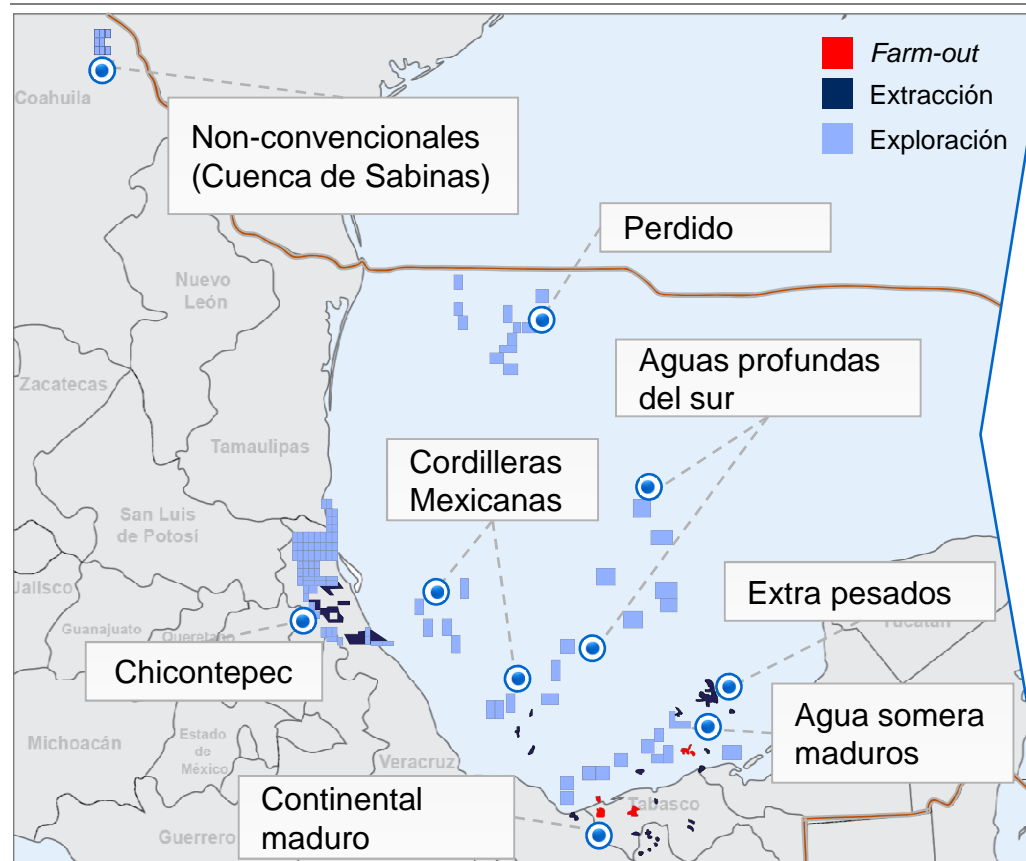 Farm-out
Extracción
Exploración
Coahuila
Non-convencionales
(Cuenca de Sabinas)
Perdido
Nuevo
León
Aguas profundas
del sur
Zacatecas
Tamaulipas
Cordilleras
Mexicanas
San Luis
de Potosí
Jalisco
Extra pesados
Guanajuato
Queretano
Yucatán
Chicontepec
Agua somera
maduros
Michoacán
Estado
de
México
Veracruz
Continental
maduro
Tabasco
Guerrero